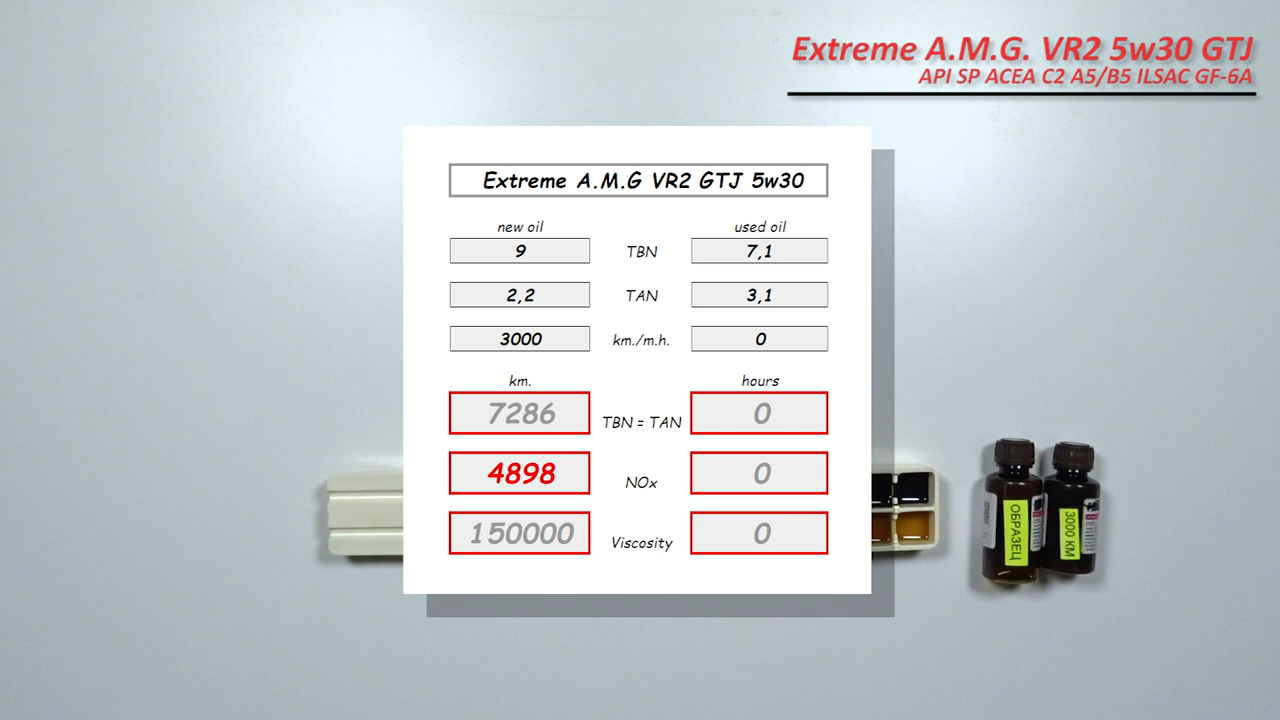 Extreme A.M.G. VR2 5w30 GTJ
API SP ACEA C2 A5/B5 ILSAC GF-6A
Extreme A.M.G VR2 GTJ 5w30
new oil used oil
9 TBN 7,1
2,2 TAN 3,1
3000 km./m.h. 0
km. hours
7286 TBN = TAN 0
4898 NOx 0
150000 Viscosity 0
ОБРАЗЕЦ
3000 КМ